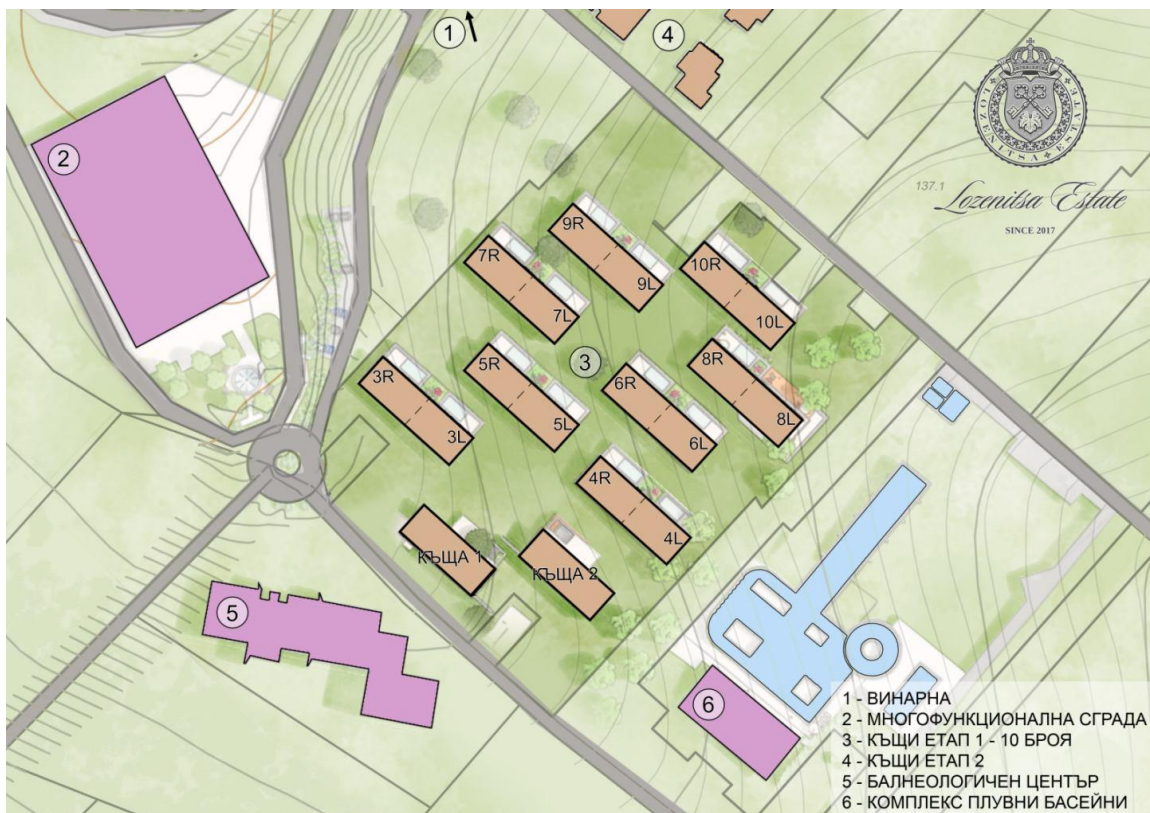 1
4
LOZENITSA ESTATE
2
137.1
Lozenitsa Estate
SINCE 2017
9R
7R
10R
9L
7L
10L
3R
5R
3
6R
8R
3L
5L
6L
8L
4R
4L
КЪЩА 1
КЪЩА 2
5
6
1 - ВИНАРНА
2 - МНОГОФУНКЦИОНАЛНА СГРАДА
3 - КЪЩИ ЕТАП 1 - 10 БРОЯ
4 - КЪЩИ ЕТАП 2
5 - БАЛНЕОЛОГИЧЕН ЦЕНТЪР
6 - КОМПЛЕКС ПЛУВНИ БАСЕЙНИ